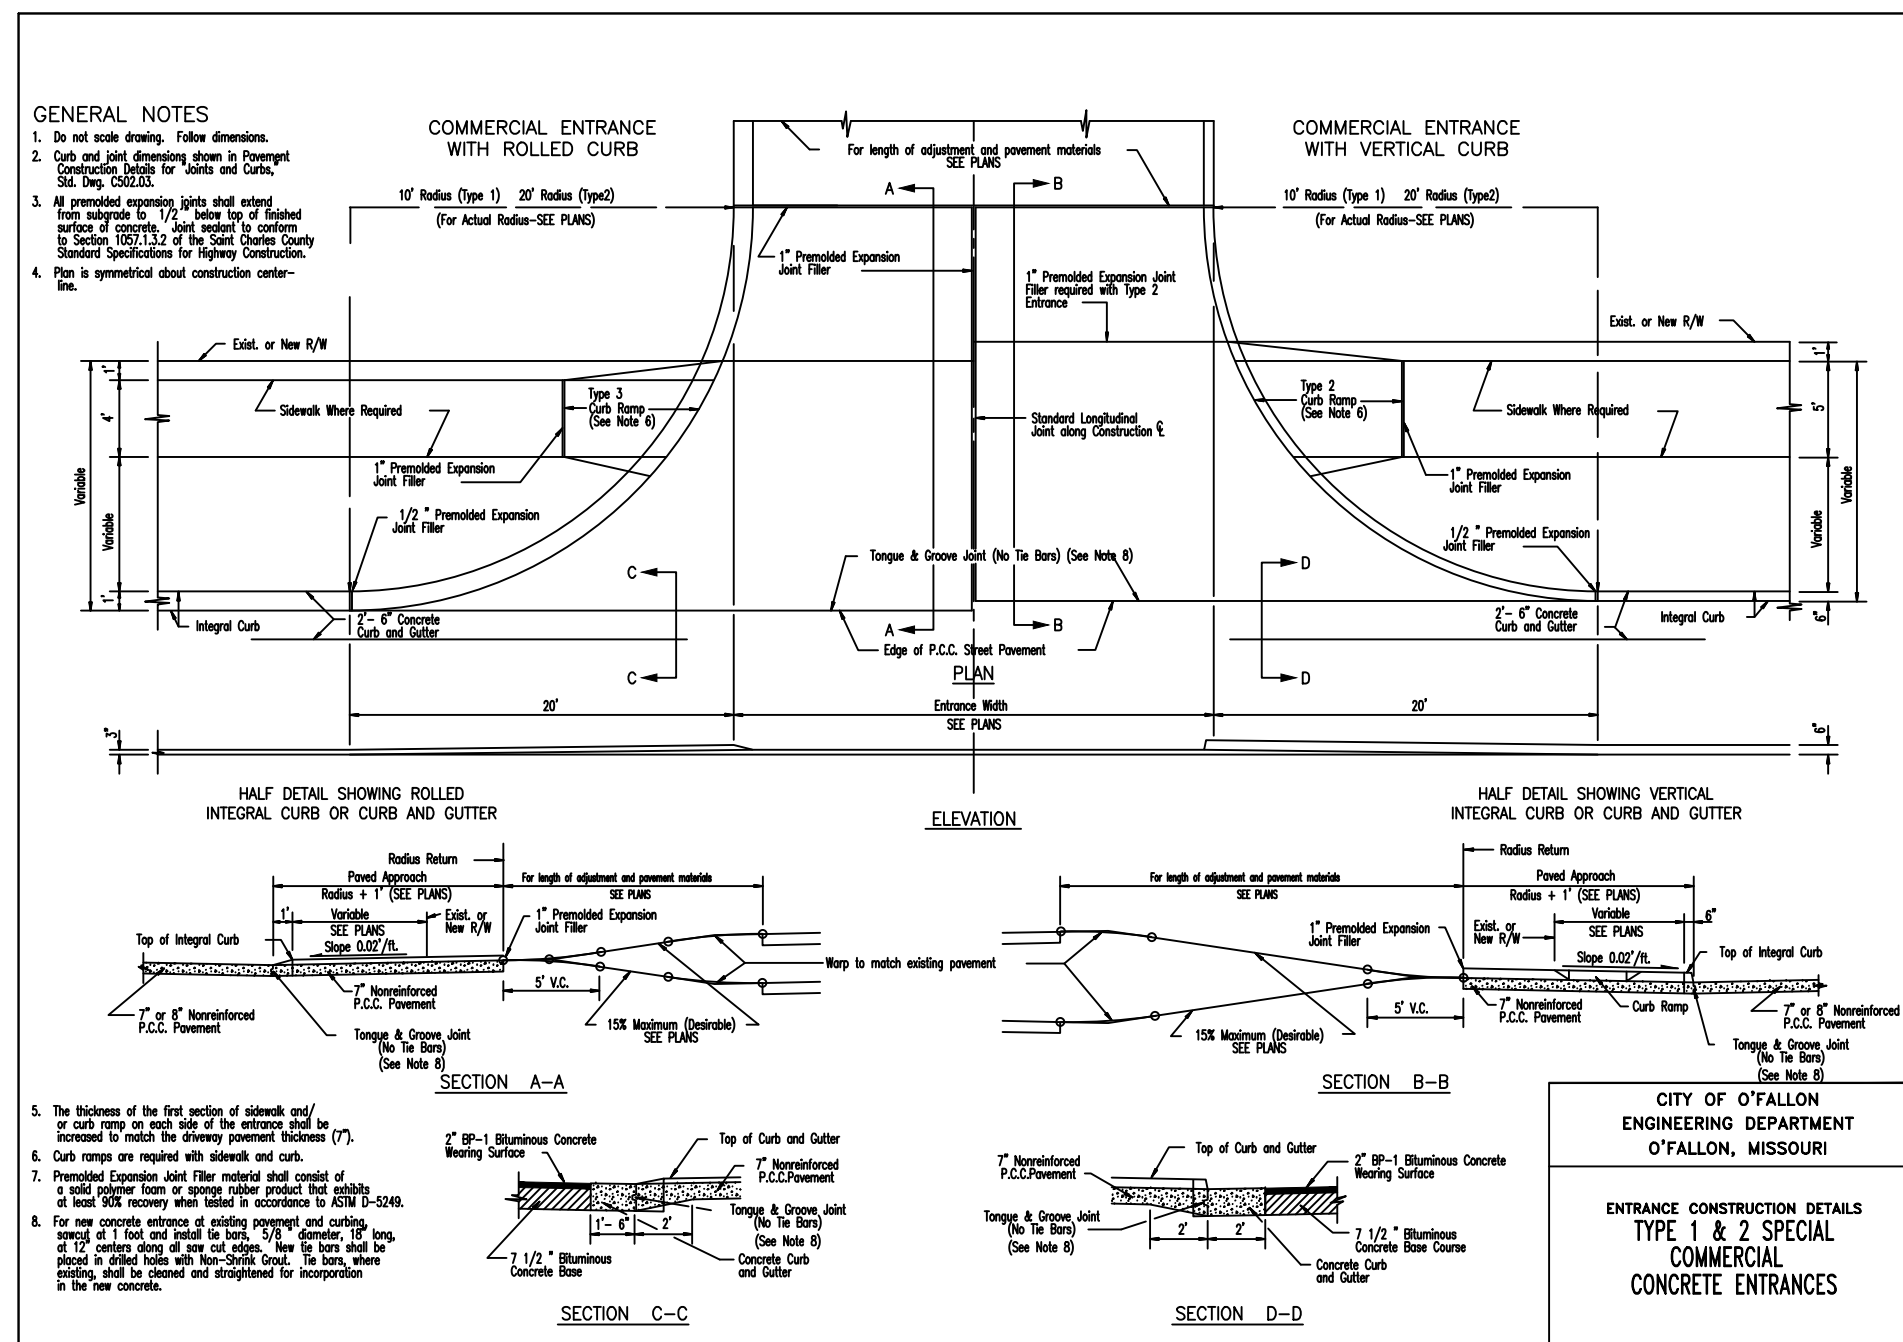 GENERAL NOTES
1. Do not scale drawing. Follow dimensions.
2. Curb and joint dimensions shown in Pavement
Construction Details for "Joints and Curbs,"
Std. Dwg. C502.03.
3. All premolded expansion joints shall extend
from subgrade to 1/2 " below top of finished
surface of concrete. Joint sealant to conform
to Section 1057.1.3.2 of the Saint Charles County
Standard Specifications for Highway Construction.
4. Plan is symmetrical about construction center-
line.
COMMERCIAL ENTRANCE
WITH ROLLED CURB
10' Radius (Type 1) 20' Radius (Type2)
(For Actual Radius-SEE PLANS)
For length of adjustment and pavement materials
SEE PLANS
COMMERCIAL ENTRANCE
WITH VERTICAL CURB
10' Radius (Type 1) 20' Radius (Type2)
(For Actual Radius-SEE PLANS)
A
B
1" Premolded Expansion
Joint Filler
1" Premolded Expansion Joint
Filler required with Type 2
Entrance
Exist. or New R/W
Exist. or New R/W
1'
4'
Variable
Variable
1'
Sidewalk Where Required
Type 3
Curb Ramp
(See Note 6)
1" Premolded Expansion
Joint Filler
1/2 " Premolded Expansion
Joint Filler
Standard Longitudinal
Joint along Construction ℄
Type 2
Curb Ramp
(See Note 6)
Sidewalk Where Required
1" Premolded Expansion
Joint Filler
1/2 " Premolded Expansion
Joint Filler
1'
5'
Variable
Variable
6"
Tongue & Groove Joint (No Tie Bars) (See Note 8)
C
D
Integral Curb
2'- 6" Concrete
Curb and Gutter
A
B
Edge of P.C.C. Street Pavement
2'- 6" Concrete
Curb and Gutter
Integral Curb
C
D
PLAN
20'
Entrance Width
SEE PLANS
20'
3"
6"
HALF DETAIL SHOWING ROLLED
INTEGRAL CURB OR CURB AND GUTTER
ELEVATION
HALF DETAIL SHOWING VERTICAL
INTEGRAL CURB OR CURB AND GUTTER
Radius Return
Paved Approach
Radius + 1' (SEE PLANS)
For length of adjustment and pavement materials
SEE PLANS
1'
Variable
SEE PLANS
Exist. or
New R/W
Slope 0.02'/ft.
Top of Integral Curb
1" Premolded Expansion
Joint Filler
5' V.C.
7" Nonreinforced
P.C.C. Pavement
7" or 8" Nonreinforced
P.C.C. Pavement
Tongue & Groove Joint
(No Tie Bars)
(See Note 8)
15% Maximum (Desirable)
SEE PLANS
Warp to match existing pavement
SECTION A-A
For length of adjustment and pavement materials
SEE PLANS
Radius Return
Paved Approach
Radius + 1' (SEE PLANS)
1" Premolded Expansion
Joint Filler
Exist. or
New R/W
Variable
SEE PLANS
6"
Slope 0.02'/ft.
Top of Integral Curb
5' V.C.
7" Nonreinforced
P.C.C. Pavement
Curb Ramp
7" or 8" Nonreinforced
P.C.C. Pavement
15% Maximum (Desirable)
SEE PLANS
Tongue & Groove Joint
(No Tie Bars)
(See Note 8)
SECTION B-B
5. The thickness of the first section of sidewalk and/
or curb ramp on each side of the entrance shall be
increased to match the driveway pavement thickness (7").
6. Curb ramps are required with sidewalk and curb.
7. Premolded Expansion Joint Filler material shall consist of
a solid polymer foam or sponge rubber product that exhibits
at least 90% recovery when tested in accordance to ASTM D-5249.
8. For new concrete entrance at existing pavement and curbing,
sawcut at 1 foot and install tie bars, 5/8 " diameter, 18" long,
at 12" centers along all saw cut edges. New tie bars shall be
placed in drilled holes with Non-Shrink Grout. Tie bars, where
existing, shall be cleaned and straightened for incorporation
in the new concrete.
2" BP-1 Bituminous Concrete
Wearing Surface
Top of Curb and Gutter
7" Nonreinforced
P.C.C.Pavement
1'- 6"
2'
Tongue & Groove Joint
(No Tie Bars)
(See Note 8)
7 1/2 " Bituminous
Concrete Base
Concrete Curb
and Gutter
SECTION C-C
7" Nonreinforced
P.C.C.Pavement
Top of Curb and Gutter
2" BP-1 Bituminous Concrete
Wearing Surface
Tongue & Groove Joint
(No Tie Bars)
(See Note 8)
2'
2'
7 1/2 " Bituminous
Concrete Base Course
Concrete Curb
and Gutter
SECTION D-D
CITY OF O'FALLON
ENGINEERING DEPARTMENT
O'FALLON, MISSOURI
ENTRANCE CONSTRUCTION DETAILS
TYPE 1 & 2 SPECIAL
COMMERCIAL
CONCRETE ENTRANCES